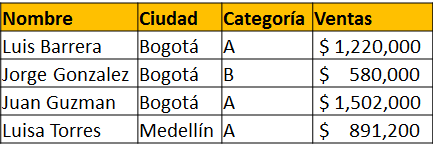 Nombre Ciudad Categoría Ventas
Luis Barrera Bogotá A $ 1,220,000
Jorge Gonzalez Bogotá B $ 580,000
Juan Guzman Bogotá A $ 1,502,000
Luisa Torres Medellín A $ 891,200